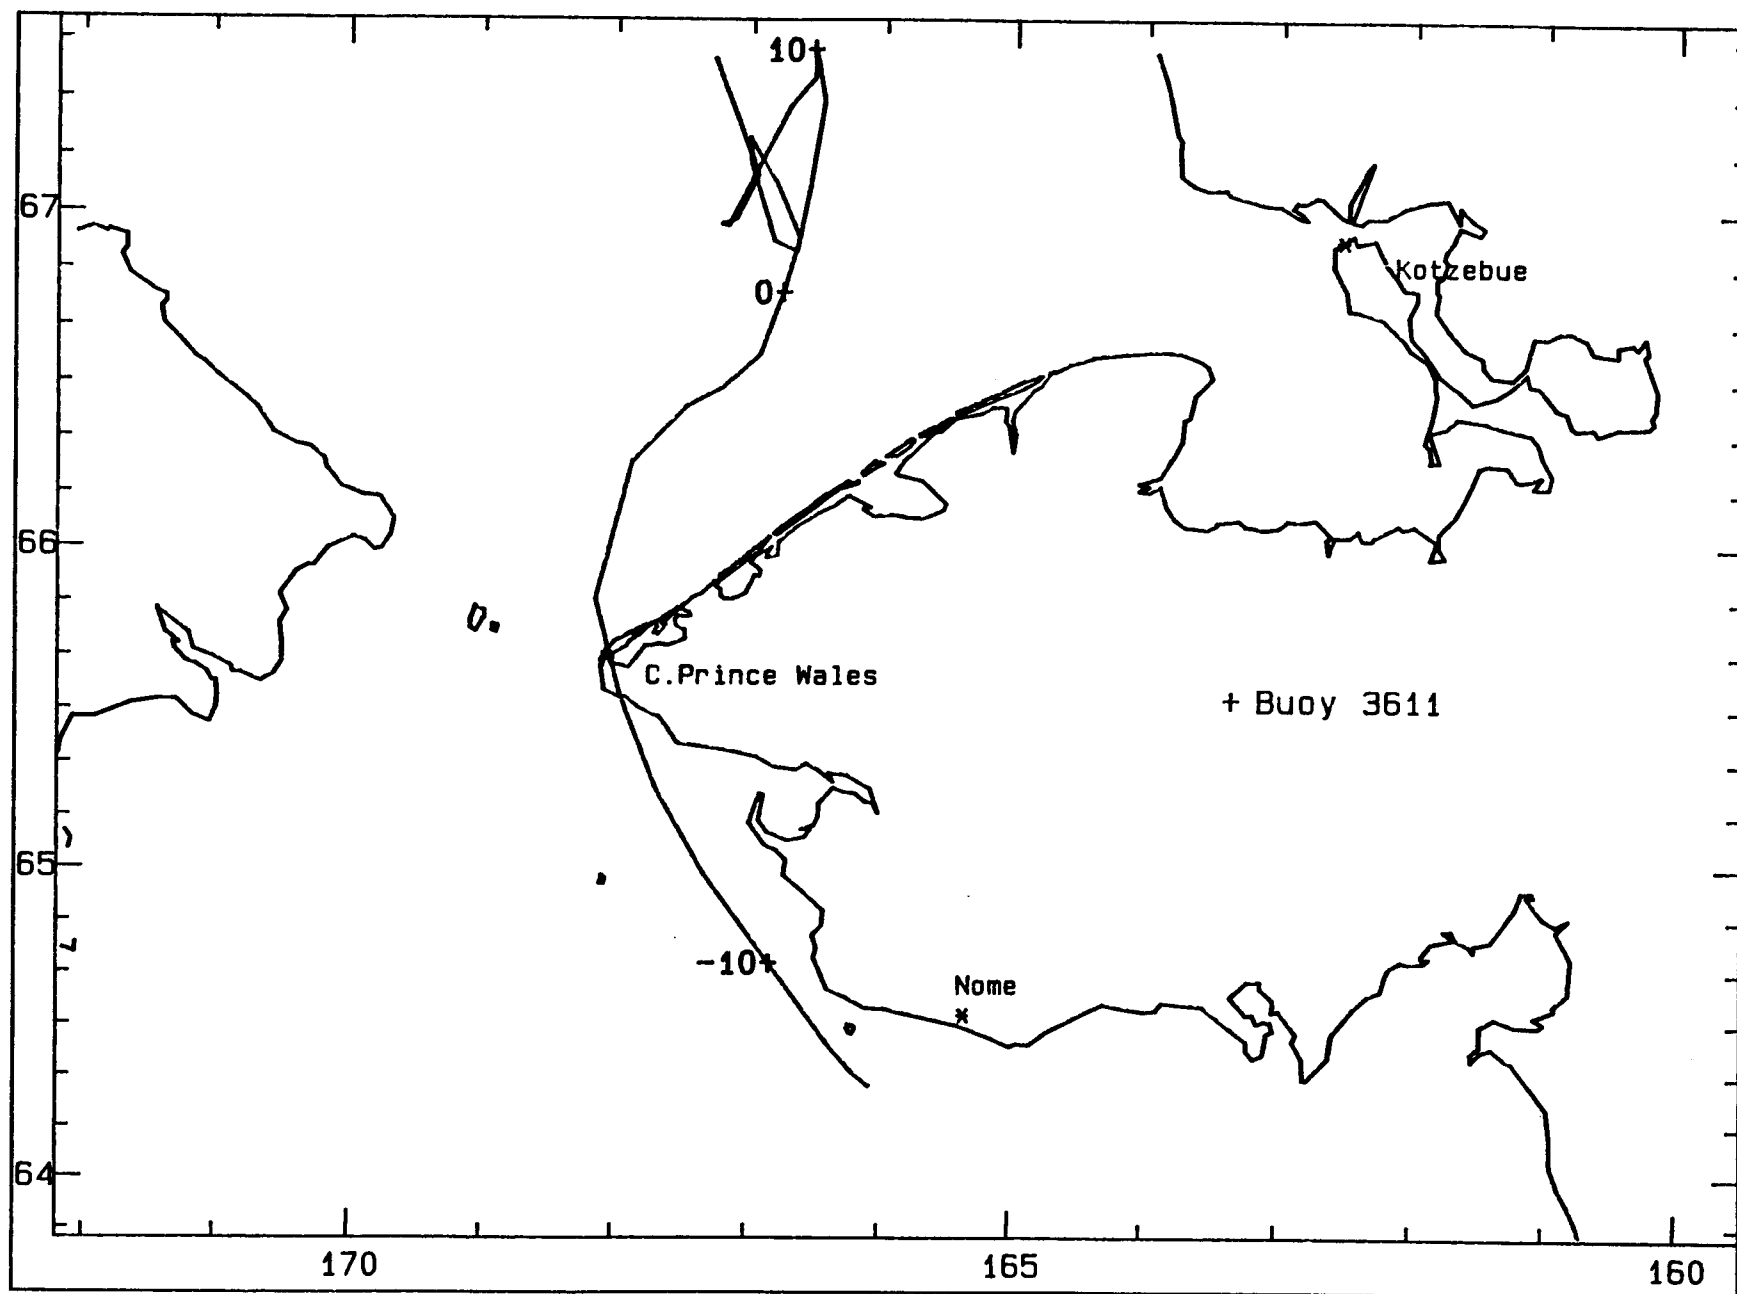 10+
67
Kotzebue
0+
66
C.Prince Wales
+ Buoy 3611
65
-10+
Nome
64
170
165
160